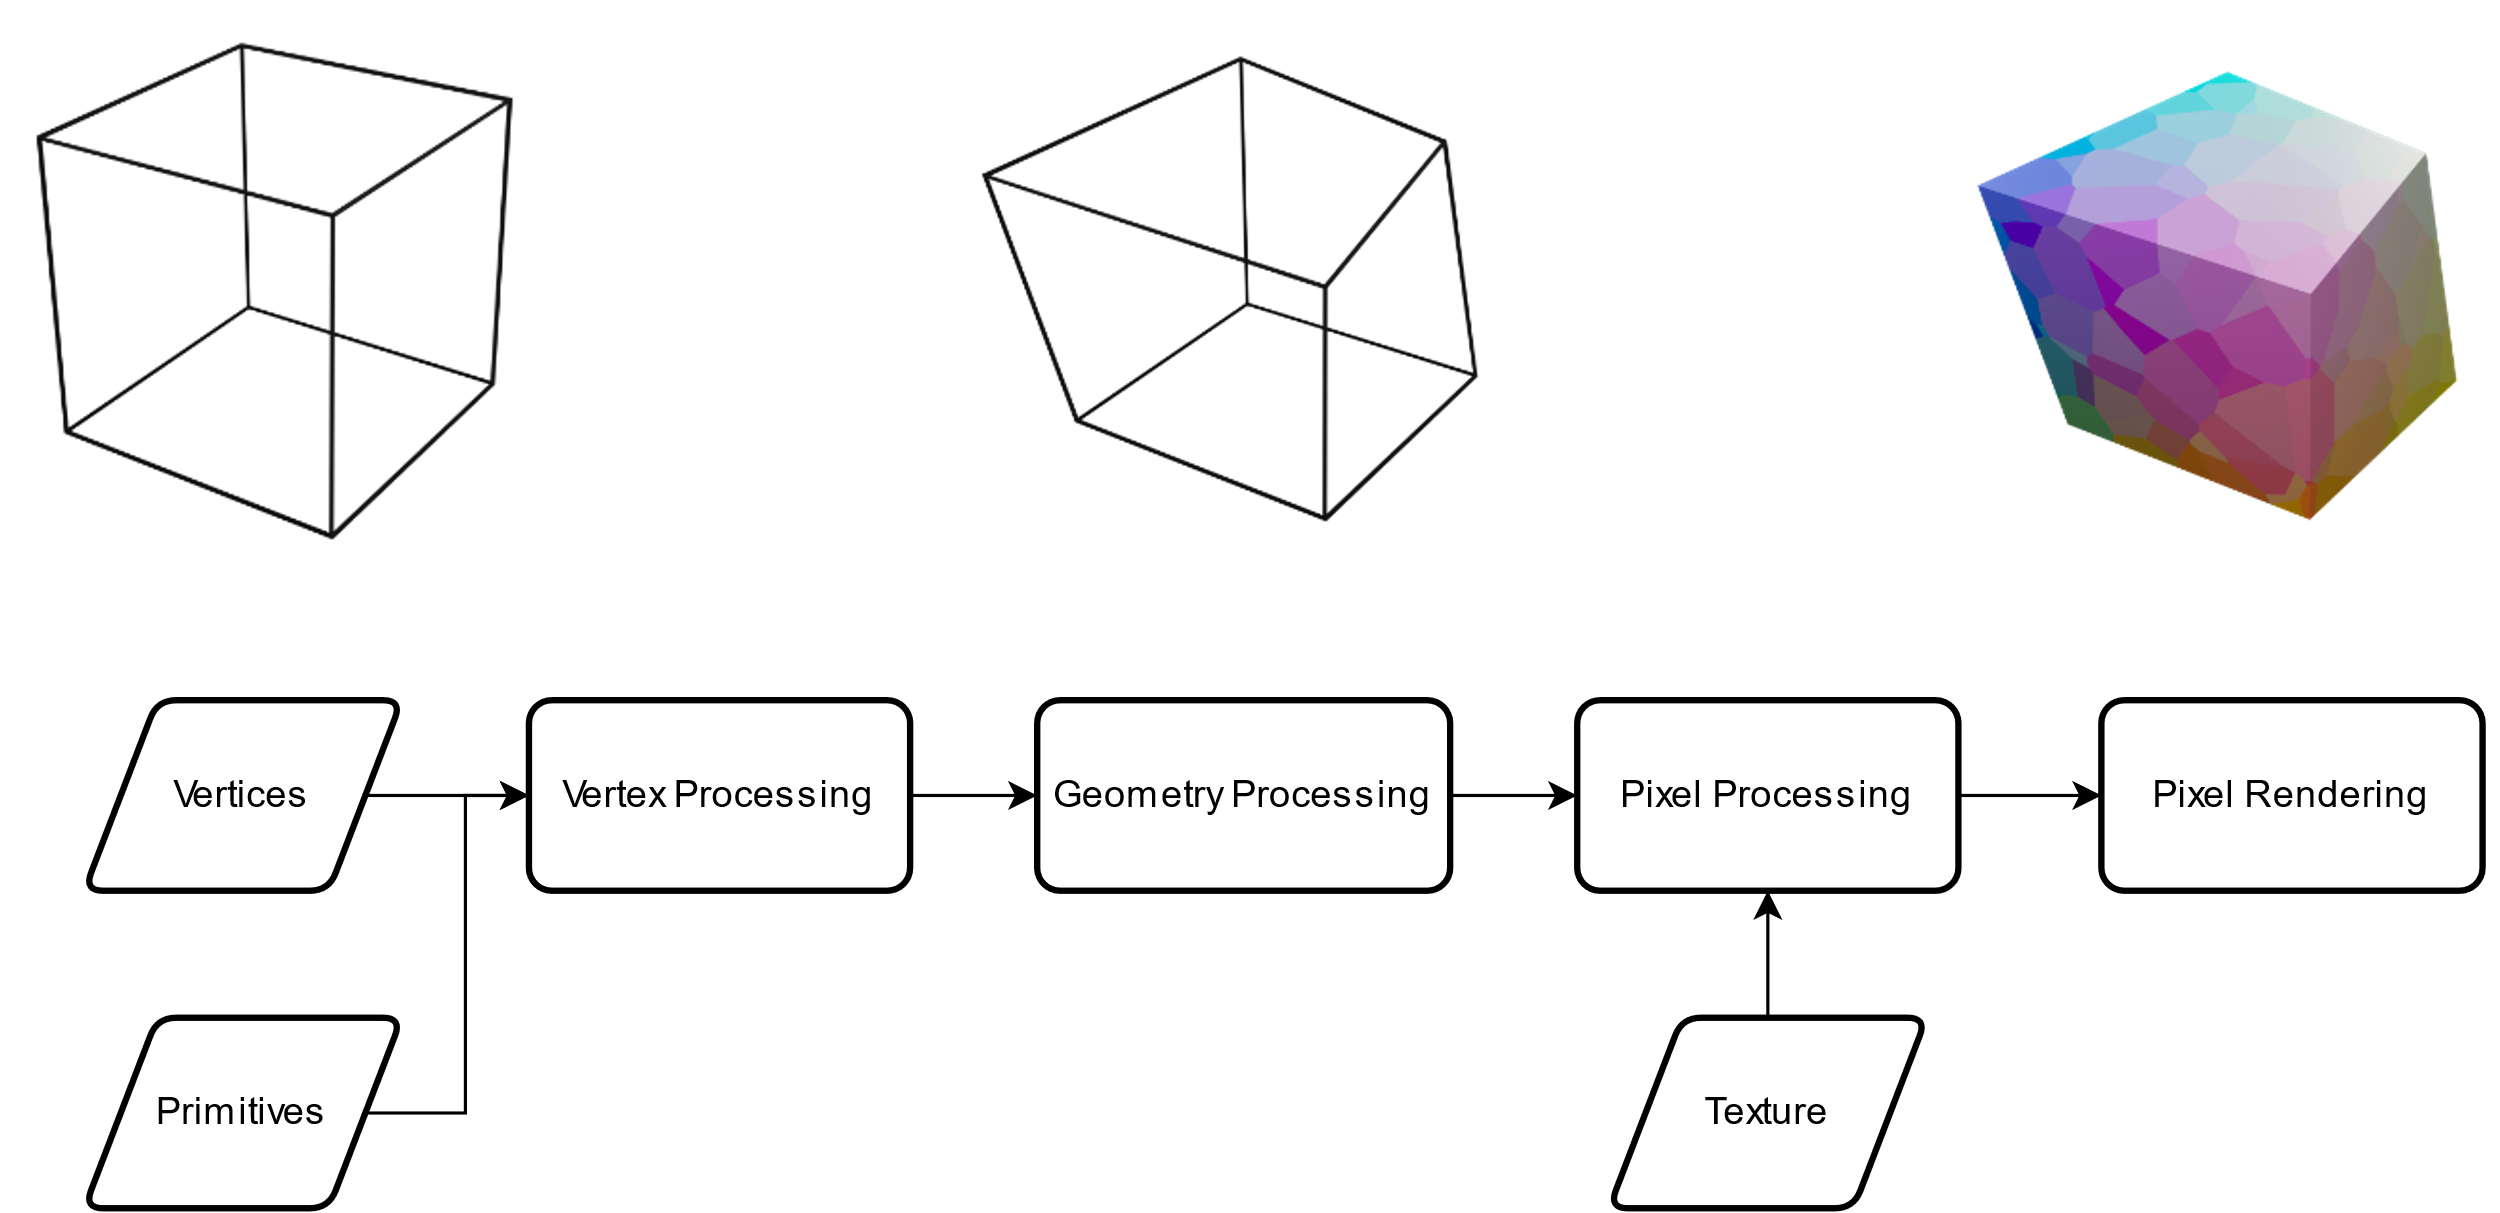 Vertices
Vertex Processing
Geometry Processing
Pixel Processing
Pixel Rendering
Primitives
Texture